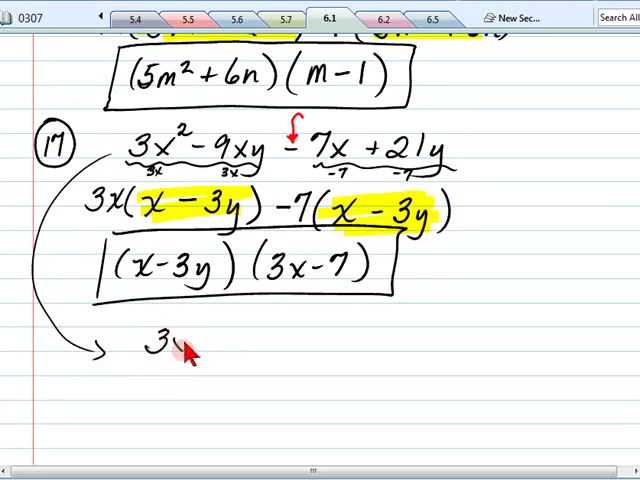 0307 5.4 5.5 5.6 5.7 6.1 6.2 6.5 New Sec... Search All
(5m² + 6n) (m - 1)
17 3x² - 9xy - 7x + 21y
3x 3x -7 -7
3x(x - 3y) - 7(x - 3y)
(x - 3y) (3x - 7)